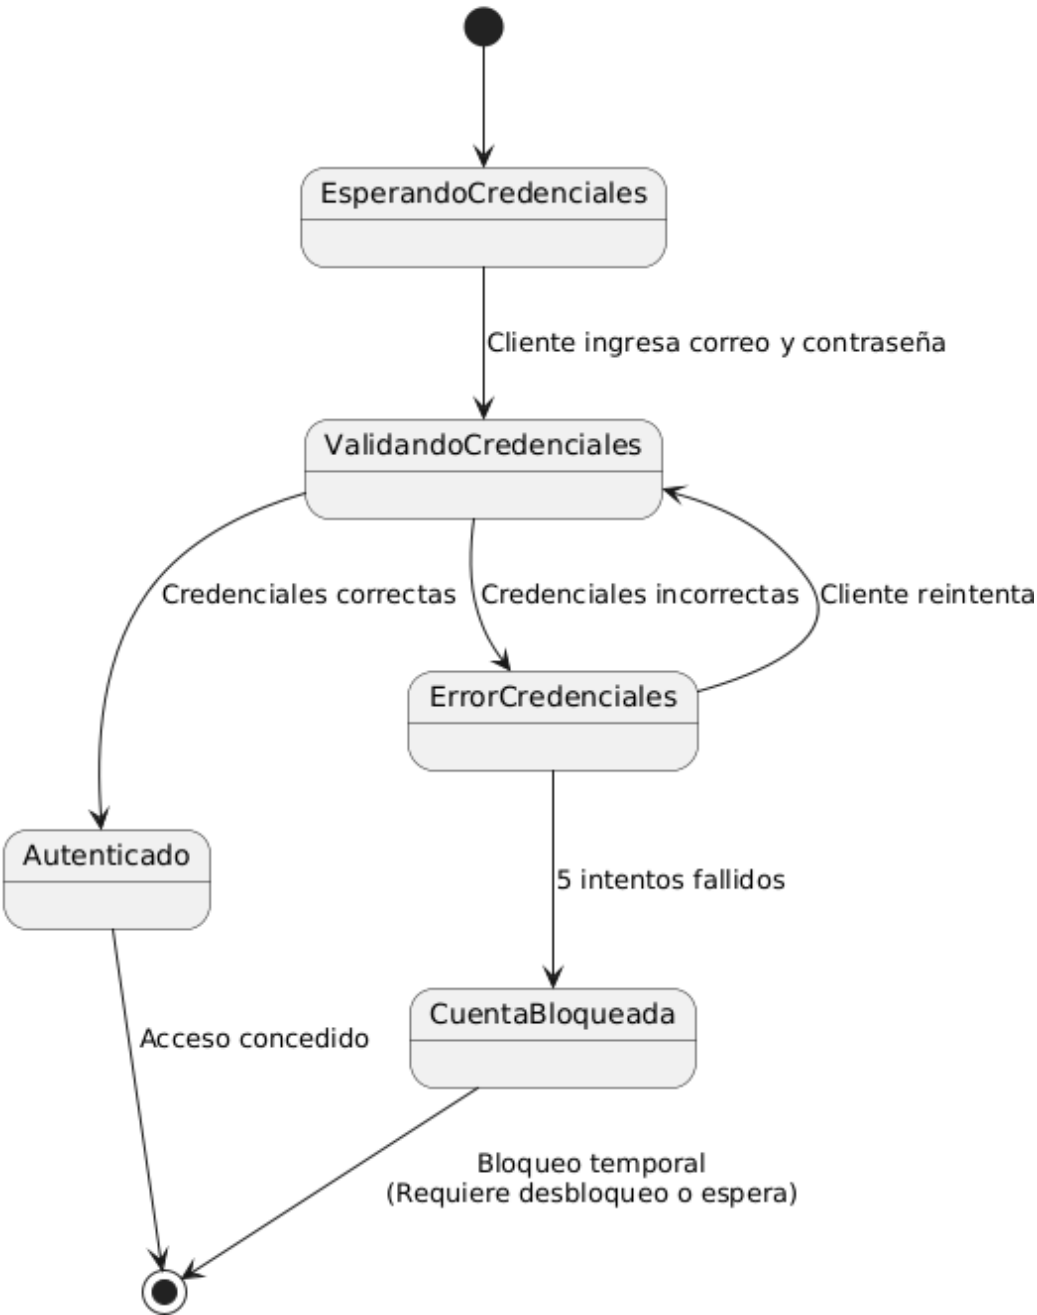 EsperandoCredenciales
Cliente ingresa correo y contraseña
ValidandoCredenciales
Credenciales correctas
Credenciales incorrectas
Cliente reintenta
ErrorCredenciales
Autenticado
5 intentos fallidos
CuentaBloqueada
Acceso concedido
Bloqueo temporal
(Requiere desbloqueo o espera)